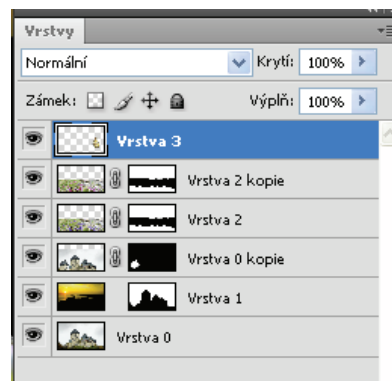 Vrstvy
Normální Krytí: 100%
Zámek: Výplň: 100%
Vrstva 3
Vrstva 2 kopie
Vrstva 2
Vrstva 0 kopie
Vrstva 1
Vrstva 0